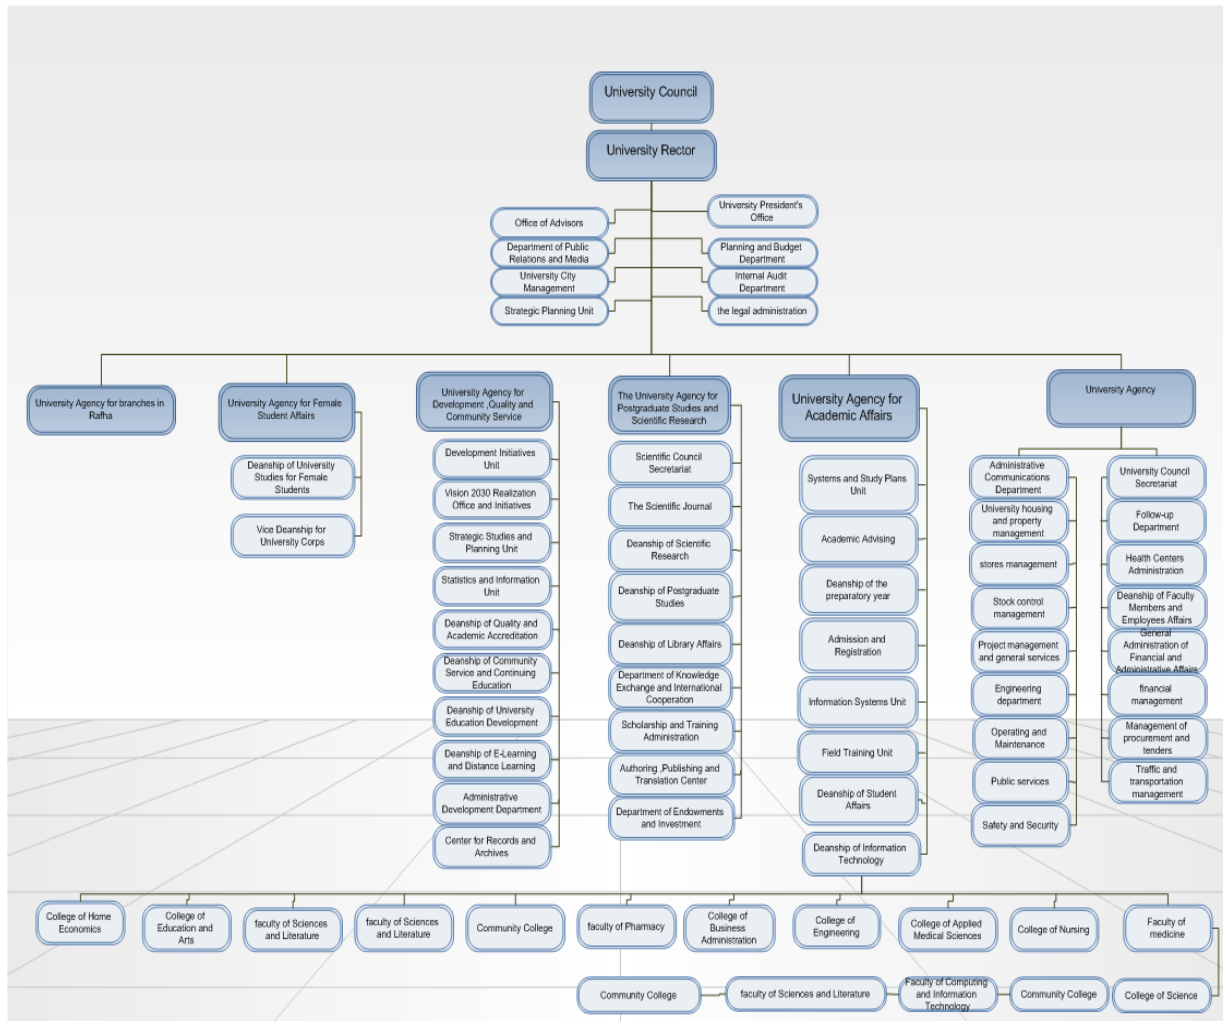 University Council
University Rector
Office of Advisors
University President's
Office
Department of Public
Relations and Media
Planning and Budget
Department
University City
Management
Internal Audit
Department
Strategic Planning Unit
the legal administration
University Agency for branches in
Rafha
University Agency for Female
Student Affairs
Deanship of University
Studies for Female
Students
Vice Deanship for
University Corps
University Agency for
Development ,Quality and
Community Service
Development Initiatives
Unit
Vision 2030 Realization
Office and Initiatives
Strategic Studies and
Planning Unit
Statistics and Information
Unit
Deanship of Quality and
Academic Accreditation
Deanship of Community
Service and Continuing
Education
Deanship of University
Education Development
Deanship of E-Learning
and Distance Learning
Administrative
Development Department
Center for Records and
Archives
The University Agency for
Postgraduate Studies and
Scientific Research
Scientific Council
Secretariat
The Scientific Journal
Deanship of Scientific
Research
Deanship of Postgraduate
Studies
Deanship of Library Affairs
Department of Knowledge
Exchange and International
Cooperation
Scholarship and Training
Administration
Authoring ,Publishing and
Translation Center
Department of Endowments
and Investment
University Agency for
Academic Affairs
Systems and Study Plans
Unit
Academic Advising
Deanship of the
preparatory year
Admission and
Registration
Information Systems Unit
Field Training Unit
Deanship of Student
Affairs
Deanship of Information
Technology
University Agency
Administrative
Communications
Department
University housing
and property
management
stores management
Stock control
management
Project management
and general services
Engineering
department
Operating and
Maintenance
Public services
Safety and Security
University Council
Secretariat
Follow-up
Department
Health Centers
Administration
Deanship of Faculty
Members and
Employees Affairs
General
Administration of
Financial and
Administrative Affairs
financial
management
Management of
procurement and
tenders
Traffic and
transportation
management
College of Home
Economics
College of
Education and
Arts
faculty of Sciences
and Literature
faculty of Sciences
and Literature
Community College
faculty of Pharmacy
College of
Business
Administration
College of
Engineering
College of Applied
Medical Sciences
College of Nursing
Faculty of
medicine
Community College
faculty of Sciences and Literature
Faculty of Computing
and Information
Technology
Community College
College of Science